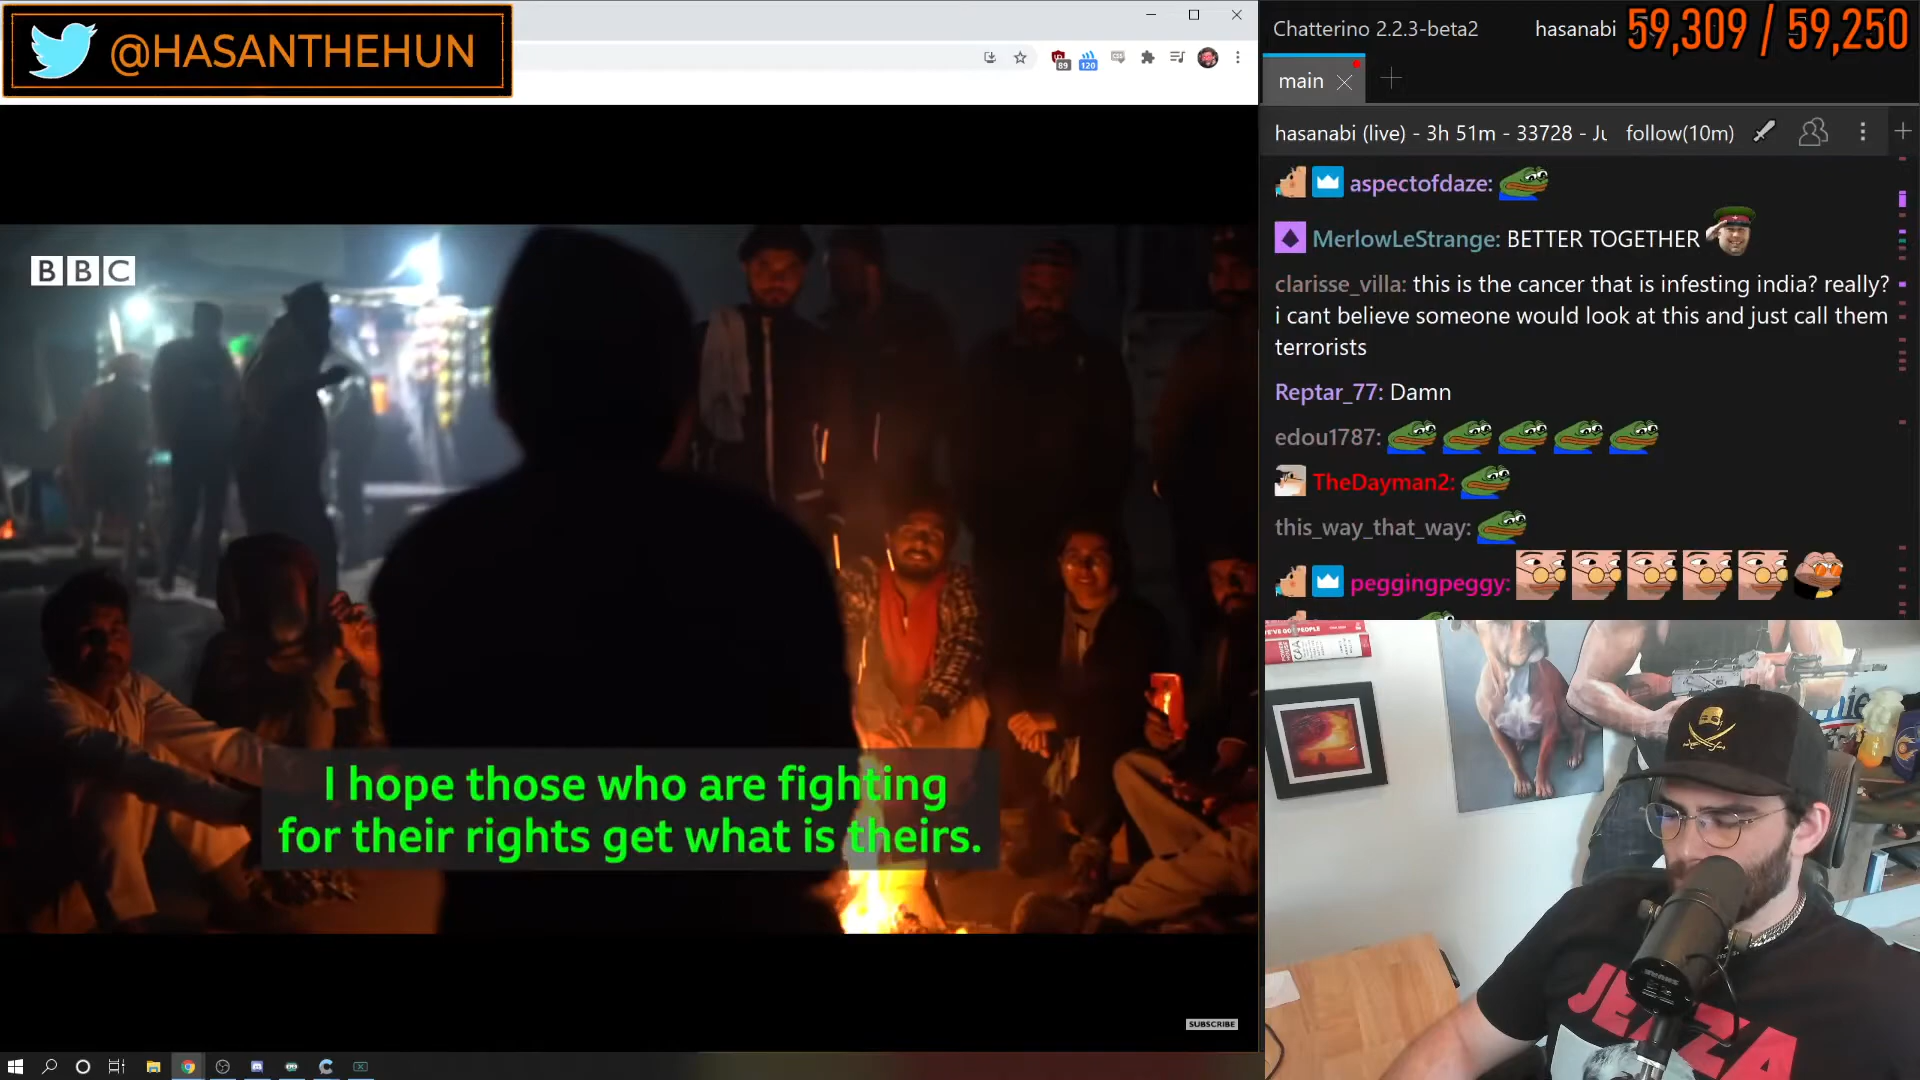 @HASANTHEHUN
89
120
BBC
I hope those who are fighting
for their rights get what is theirs.
SUBSCRIBE
Chatterino 2.2.3-beta2
hasanabi
59,309 / 59,250
main
hasanabi (live) - 3h 51m - 33728 - Ju
follow(10m)
aspectofdaze:
MerlowLeStrange: BETTER TOGETHER
clarisse_villa: this is the cancer that is infesting india? really?
i cant believe someone would look at this and just call them
terrorists
Reptar_77: Damn
edou1787:
TheDayman2:
this_way_that_way:
peggingpeggy:
JEZZA